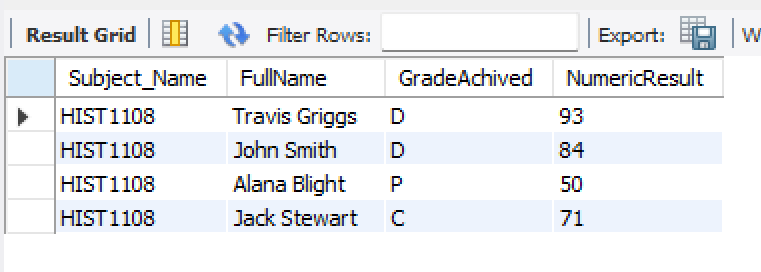 Result Grid Filter Rows: Export: W
Subject_Name FullName GradeAchived NumericResult
HIST1108 Travis Griggs D 93
HIST1108 John Smith D 84
HIST1108 Alana Blight P 50
HIST1108 Jack Stewart C 71